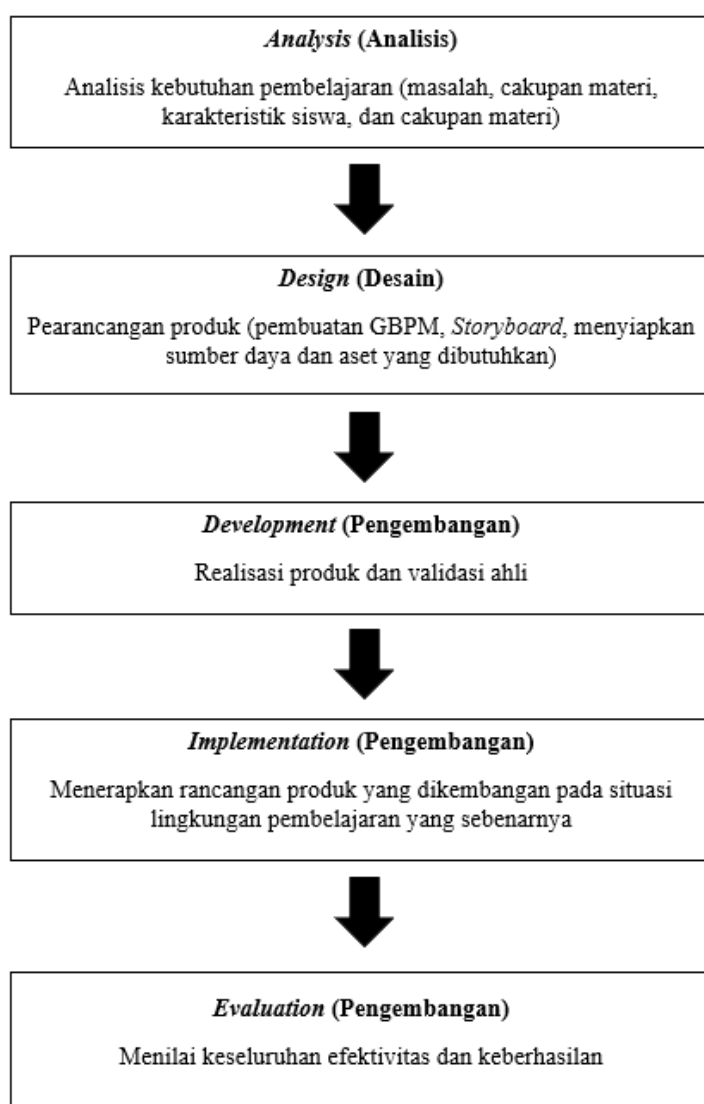 Analysis (Analisis)
Analisis kebutuhan pembelajaran (masalah, cakupan materi,
karakteristik siswa, dan cakupan materi)
Design (Desain)
Pearancangan produk (pembuatan GBPM, Storyboard, menyiapkan
sumber daya dan aset yang dibutuhkan)
Development (Pengembangan)
Realisasi produk dan validasi ahli
Implementation (Pengembangan)
Menerapkan rancangan produk yang dikembangan pada situasi
lingkungan pembelajaran yang sebenarnya
Evaluation (Pengembangan)
Menilai keseluruhan efektivitas dan keberhasilan